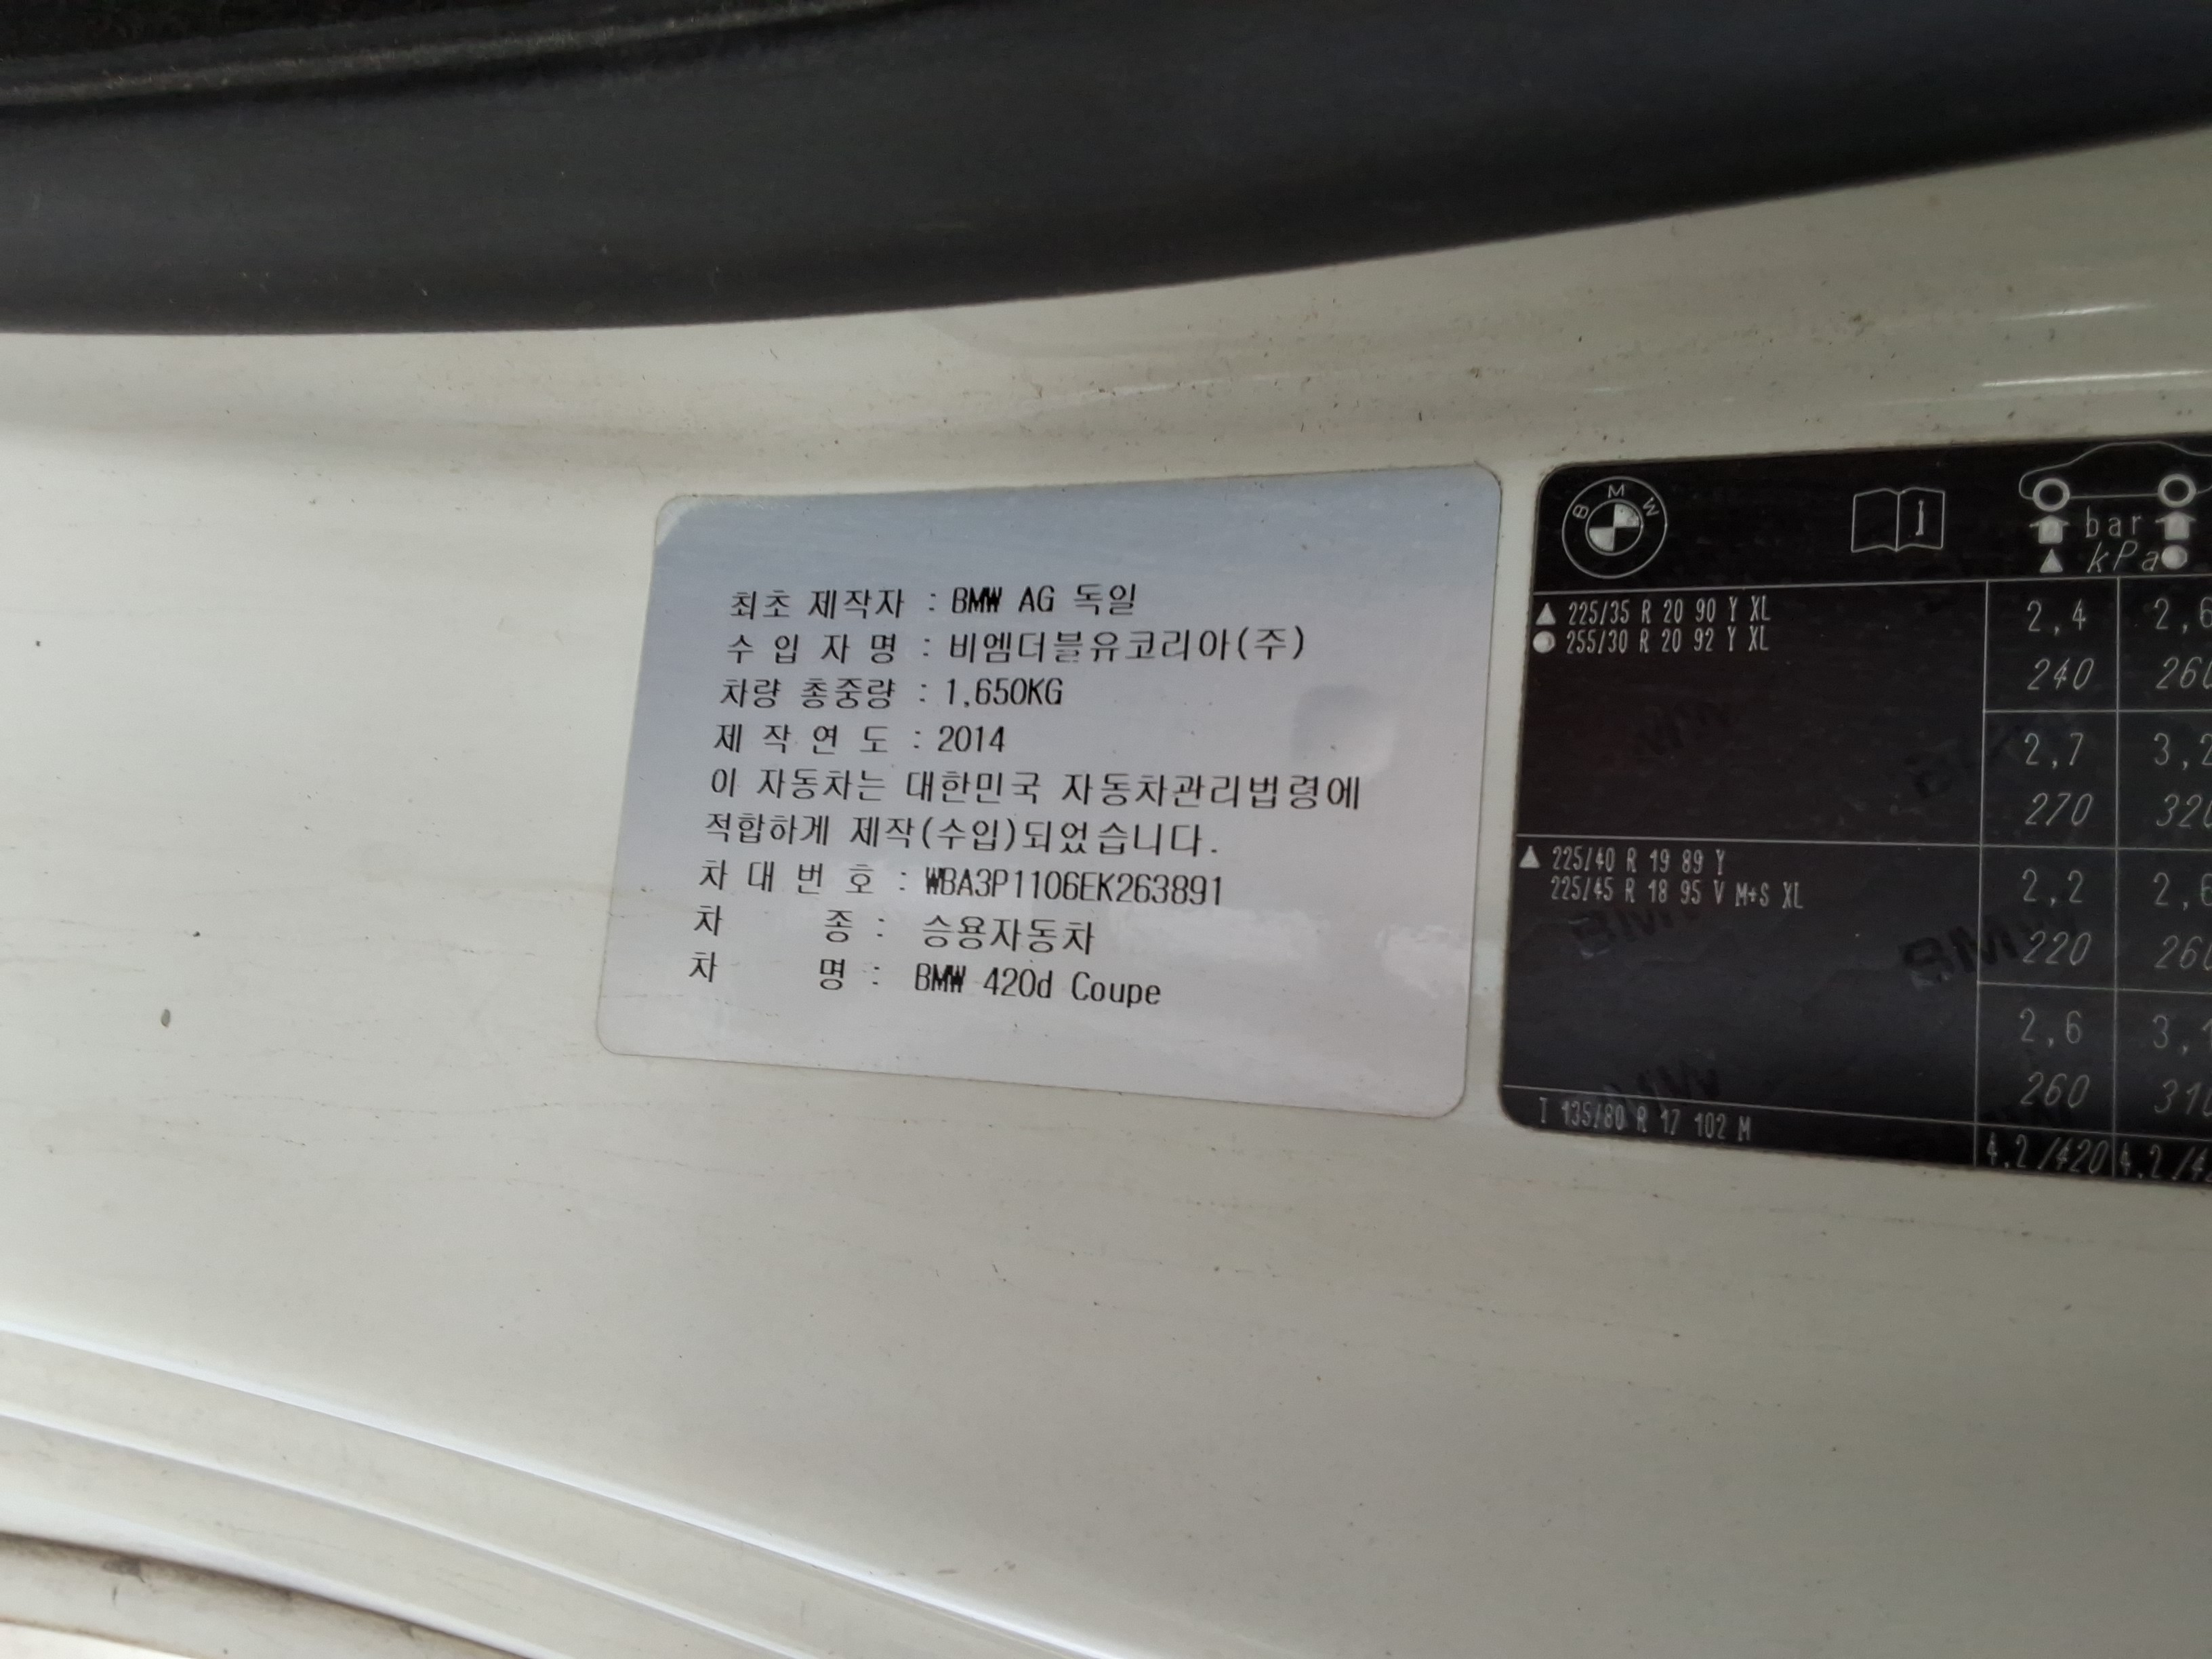 최초 제작자 : BMW AG 독일
수 입 자 명 : 비엠더블유코리아(주)
차량 총중량 : 1,650KG
제 작 연 도 : 2014
이 자동차는 대한민국 자동차관리법령에
적합하게 제작(수입)되었습니다.
차 대 번 호 : WBA3P1106EK263891
차 종 : 승용자동차
차 명 : BMW 420d Coupe
BMW
bar
kPa
225/35 R 20 90 Y XL
255/30 R 20 92 Y XL
2,4
240 260
2,7
270 320
225/40 R 19 89 Y
225/45 R 18 95 V M+S XL
2,2
220 260
2,6
260 310
T 135/80 R 17 102 M
4.2/420